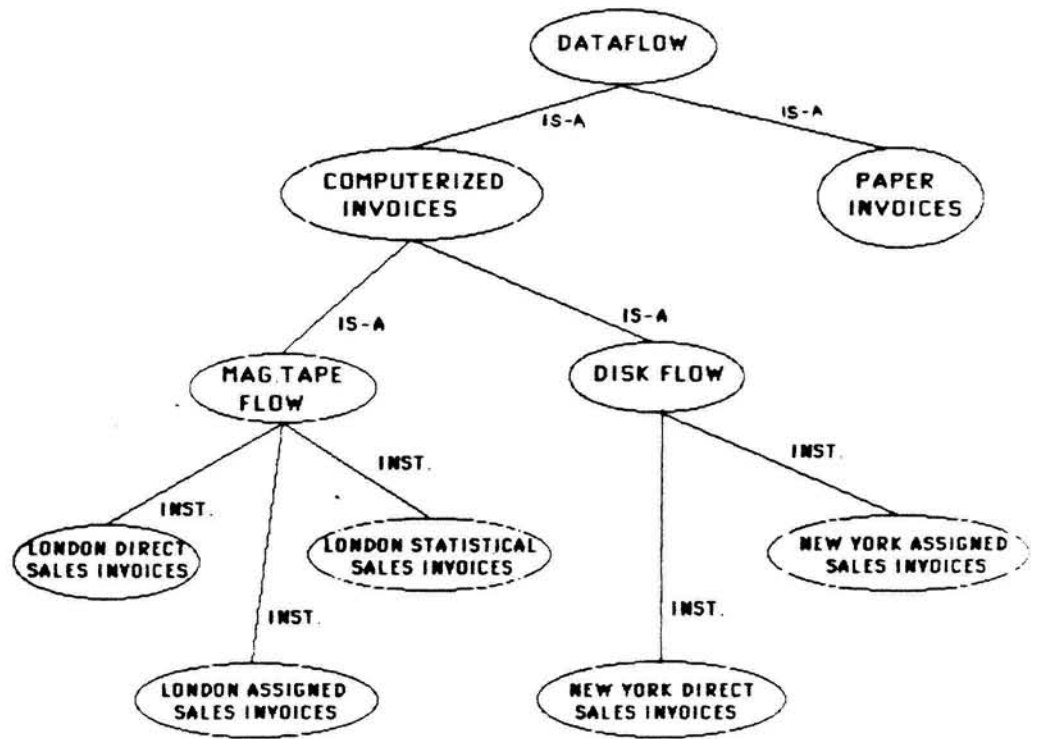 DATAFLOW
IS-A
IS-A
COMPUTERIZED
INVOICES
PAPER
INVOICES
IS-A
IS-A
MAG.TAPE
FLOW
DISK FLOW
INST.
INST.
INST.
LONDON DIRECT
SALES INVOICES
LONDON STATISTICAL
SALES INVOICES
NEW YORK ASSIGNED
SALES INVOICES
INST.
INST.
LONDON ASSIGNED
SALES INVOICES
NEW YORK DIRECT
SALES INVOICES